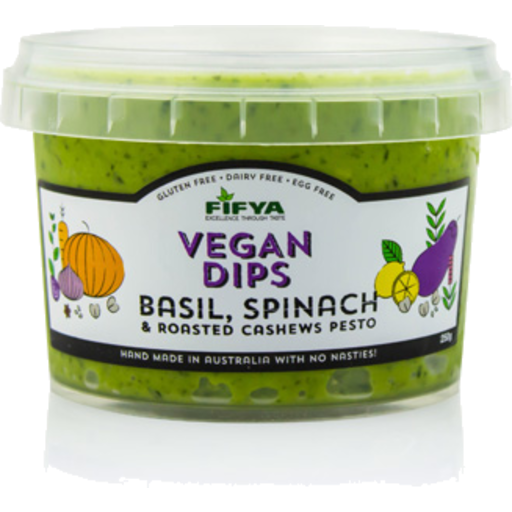 GLUTEN FREE • DAIRY FREE • EGG FREE
FIFYA
EXCELLENCE THROUGH TASTE
VEGAN
DIPS
BASIL, SPINACH
& ROASTED CASHEWS PESTO
250g
HAND MADE IN AUSTRALIA WITH NO NASTIES!